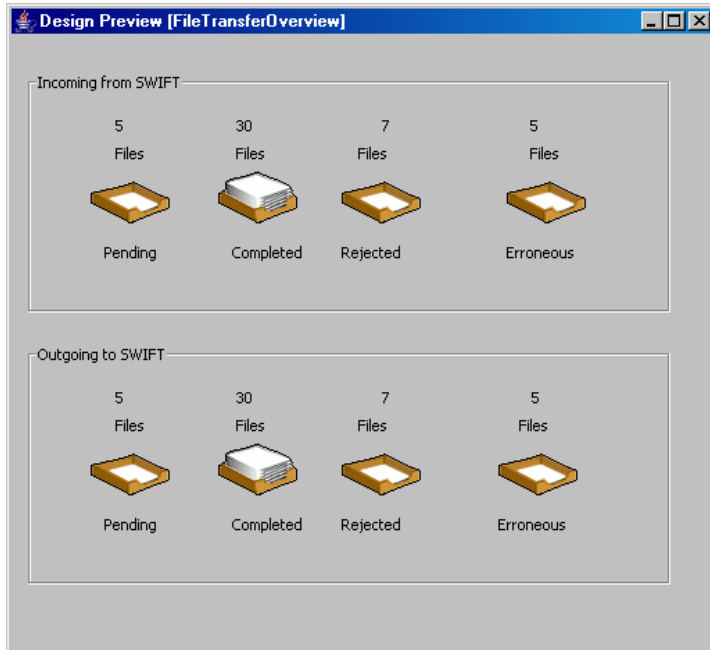 Design Preview [FileTransferOverview]
Incoming from SWIFT
5 30 7 5
Files Files Files Files
Pending Completed Rejected Erroneous
Outgoing to SWIFT
5 30 7 5
Files Files Files Files
Pending Completed Rejected Erroneous